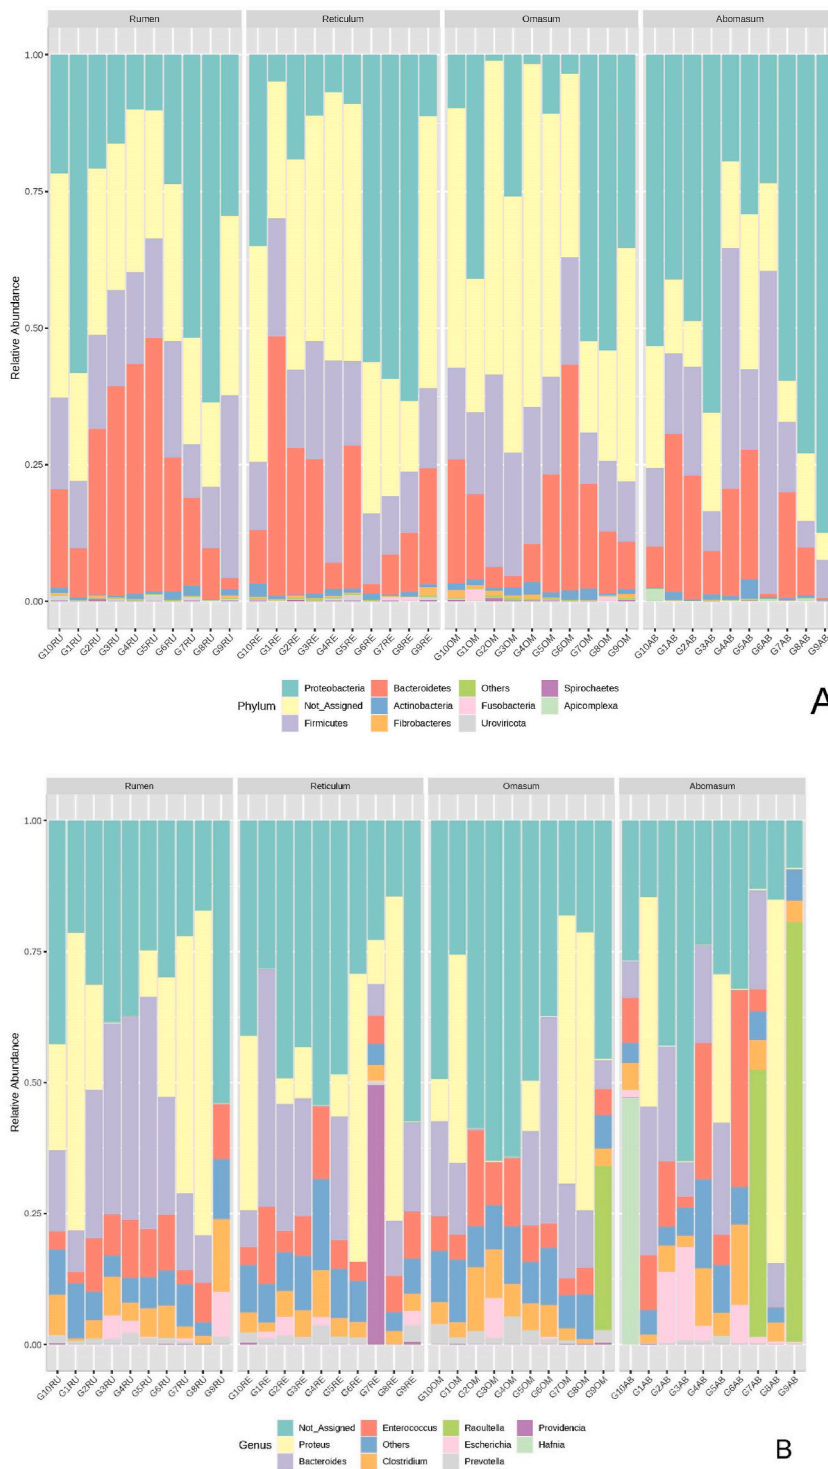 Rumen Reticulum Omasum Abomasum
1.00
0.75
0.50
0.25
0.00
Relative Abundance
G10RU G1RU G2RU G3RU G4RU G5RU G6RU G7RU G8RU G9RU G10RE G1RE G2RE G3RE G4RE G5RE G6RE G7RE G8RE G9RE G10OM G1OM G2OM G3OM G4OM G5OM G6OM G7OM G8OM G9OM G10AB G1AB G2AB G3AB G4AB G5AB G6AB G7AB G8AB G9AB
Proteobacteria Bacteroidetes Others Spirochaetes
Phylum Not_Assigned Actinobacteria Fusobacteria Apicomplexa
Firmicutes Fibrobacteres Uroviricota
A
Rumen Reticulum Omasum Abomasum
1.00
0.75
0.50
0.25
0.00
Relative Abundance
G10RU G1RU G2RU G3RU G4RU G5RU G6RU G7RU G8RU G9RU G10RE G1RE G2RE G3RE G4RE G5RE G6RE G7RE G8RE G9RE G10OM G1OM G2OM G3OM G4OM G5OM G6OM G7OM G8OM G9OM G10AB G1AB G2AB G3AB G4AB G5AB G6AB G7AB G8AB G9AB
Not_Assigned Enterococcus Raoultella Providencia
Genus Proteus Others Escherichia Hafnia
Bacteroides Clostridium Prevotella
B